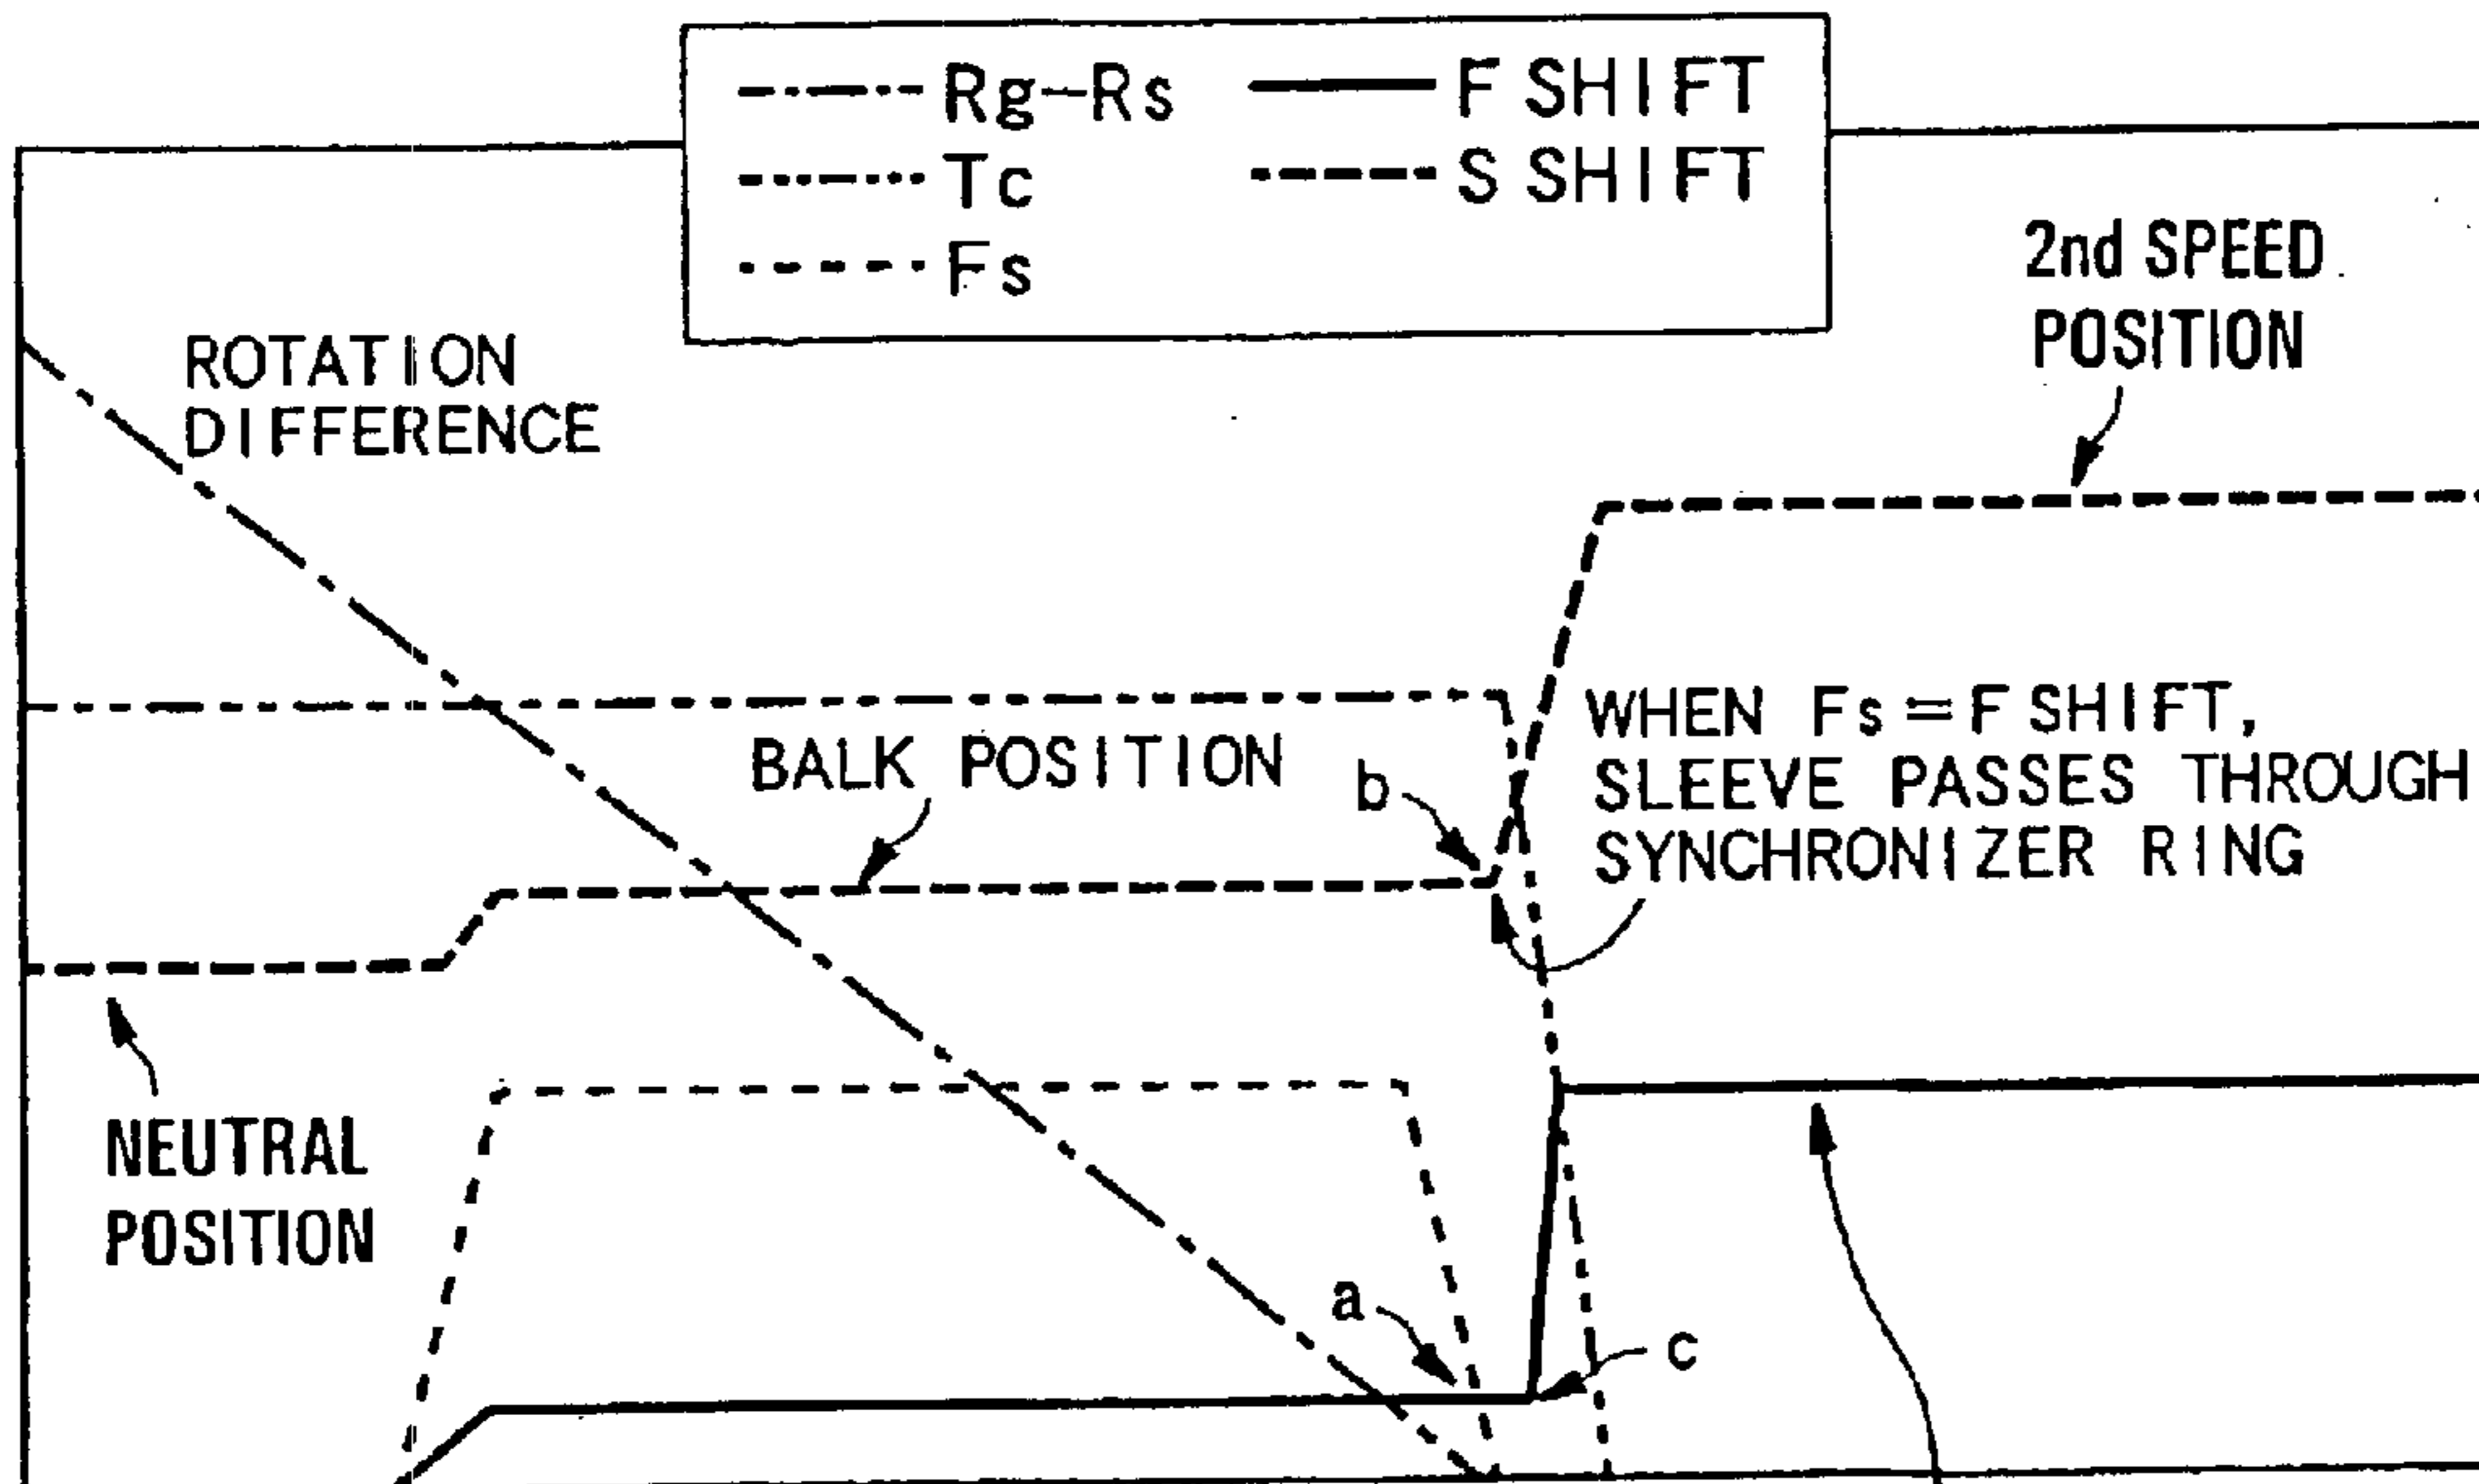 Rg-Rs
F SHIFT
Tc
S SHIFT
Fs
2nd SPEED
POSITION
ROTATION
DIFFERENCE
WHEN Fs=F SHIFT,
SLEEVE PASSES THROUGH
SYNCHRONIZER RING
BALK POSITION
b
NEUTRAL
POSITION
a
c